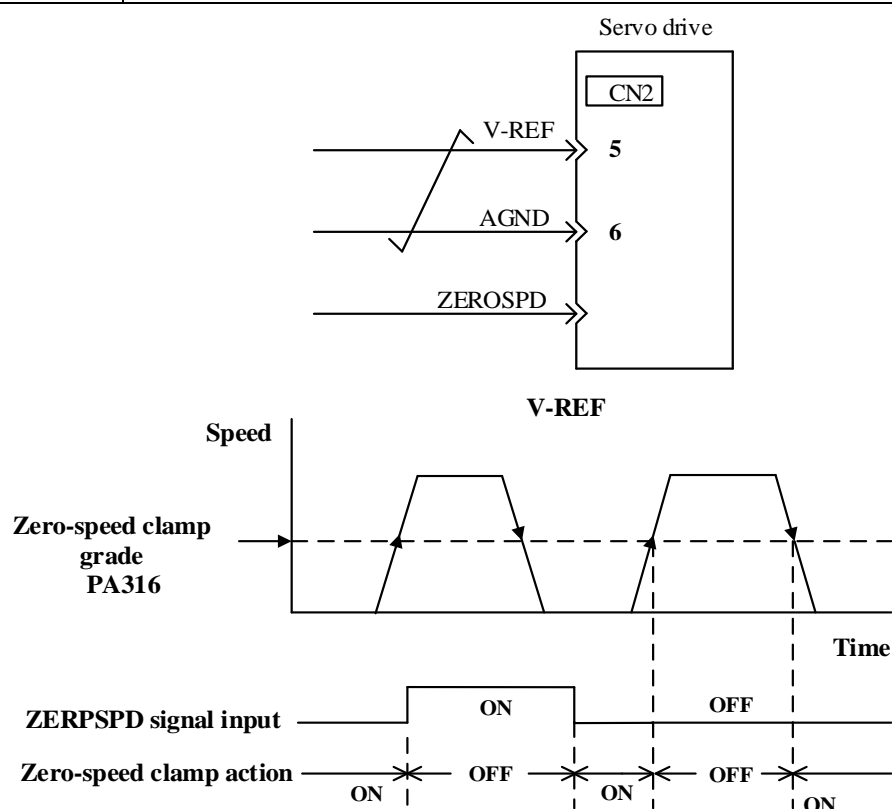 Servo drive
CN2
V-REF
5
AGND
6
ZEROSPD
V-REF
Speed
Zero-speed clamp
grade
PA316
Time
ZERPSPD signal input
ON
OFF
Zero-speed clamp action
ON
OFF
ON
OFF
ON